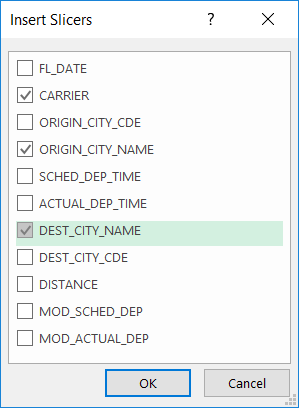 Insert Slicers ?
FL_DATE
CARRIER
ORIGIN_CITY_CDE
ORIGIN_CITY_NAME
SCHED_DEP_TIME
ACTUAL_DEP_TIME
DEST_CITY_NAME
DEST_CITY_CDE
DISTANCE
MOD_SCHED_DEP
MOD_ACTUAL_DEP
OK Cancel